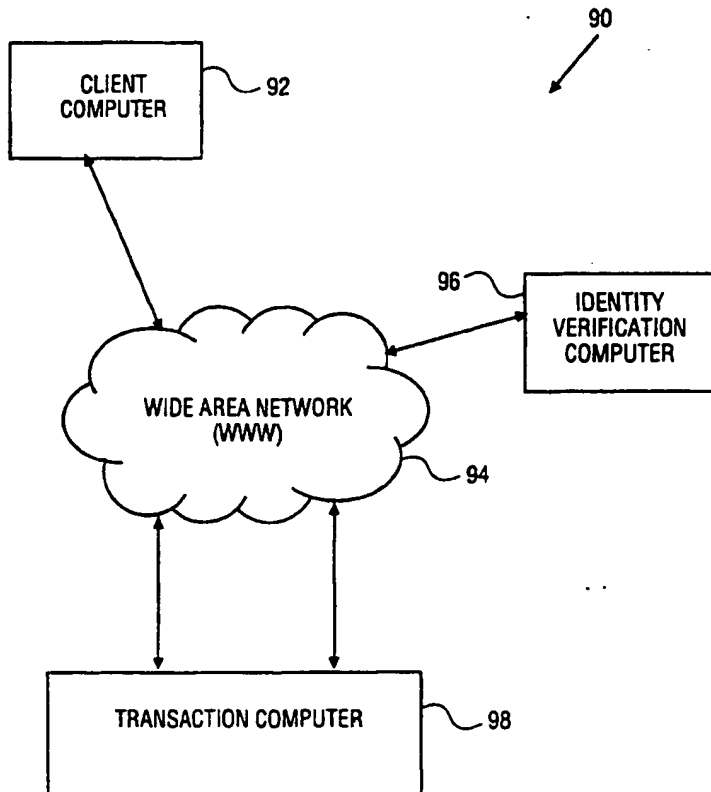 90
CLIENT
COMPUTER
92
96
IDENTITY
VERIFICATION
COMPUTER
WIDE AREA NETWORK
(WWW)
94
TRANSACTION COMPUTER
98